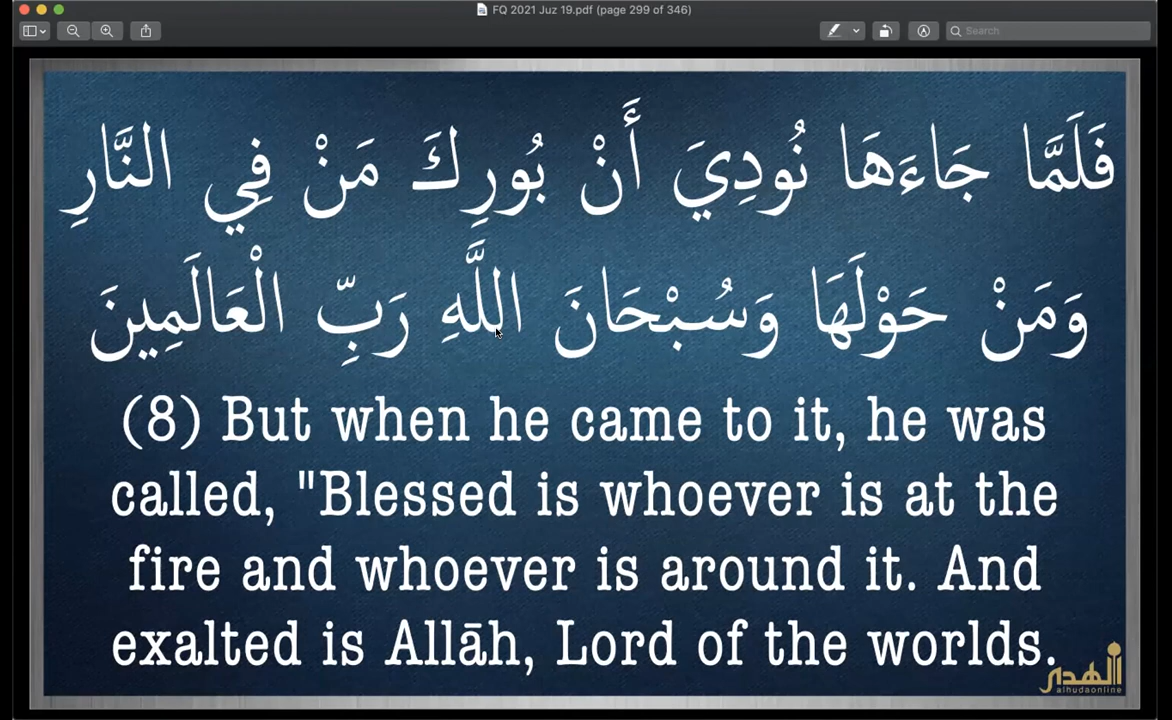 FQ 2021 Juz 19.pdf (page 299 of 346)
Search
فَلَمَّا جَاءَهَا نُودِيَ أَنْ بُورِكَ مَنْ فِي النَّارِ
وَمَنْ حَوْلَهَا وَسُبْحَانَ اللَّهِ رَبِّ الْعَالَمِينَ
(8) But when he came to it, he was
called, "Blessed is whoever is at the
fire and whoever is around it. And
exalted is Allāh, Lord of the worlds.
الهدى
alhudaonline